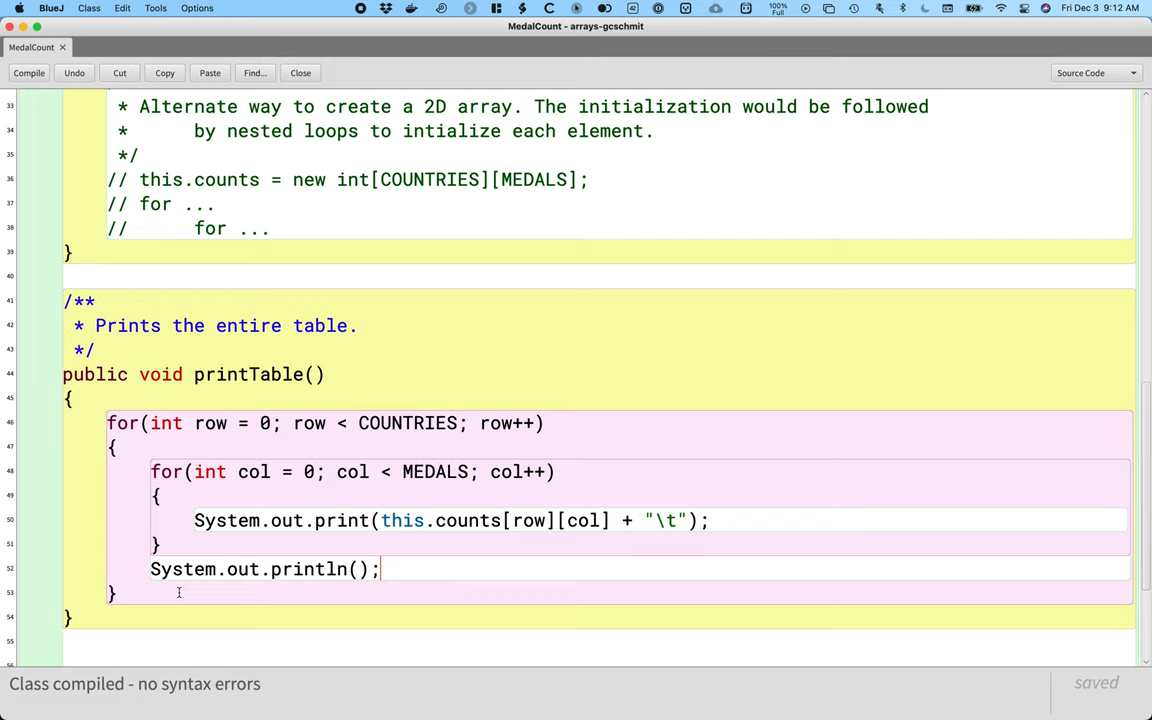 BlueJ Class Edit Tools Options 100% Full Fri Dec 3 9:12 AM
MedalCount - arrays-gcschmit
MedalCount ×
Compile Undo Cut Copy Paste Find... Close Source Code
33 * Alternate way to create a 2D array. The initialization would be followed
34 * by nested loops to intialize each element.
35 */
36 // this.counts = new int[COUNTRIES][MEDALS];
37 // for ...
38 // for ...
39 }
40
41 /**
42 * Prints the entire table.
43 */
44 public void printTable()
45 {
46 for(int row = 0; row < COUNTRIES; row++)
47 {
48 for(int col = 0; col < MEDALS; col++)
49 {
50 System.out.print(this.counts[row][col] + "\t");
51 }
52 System.out.println();
53 }
54 }
55
56
Class compiled - no syntax errors saved